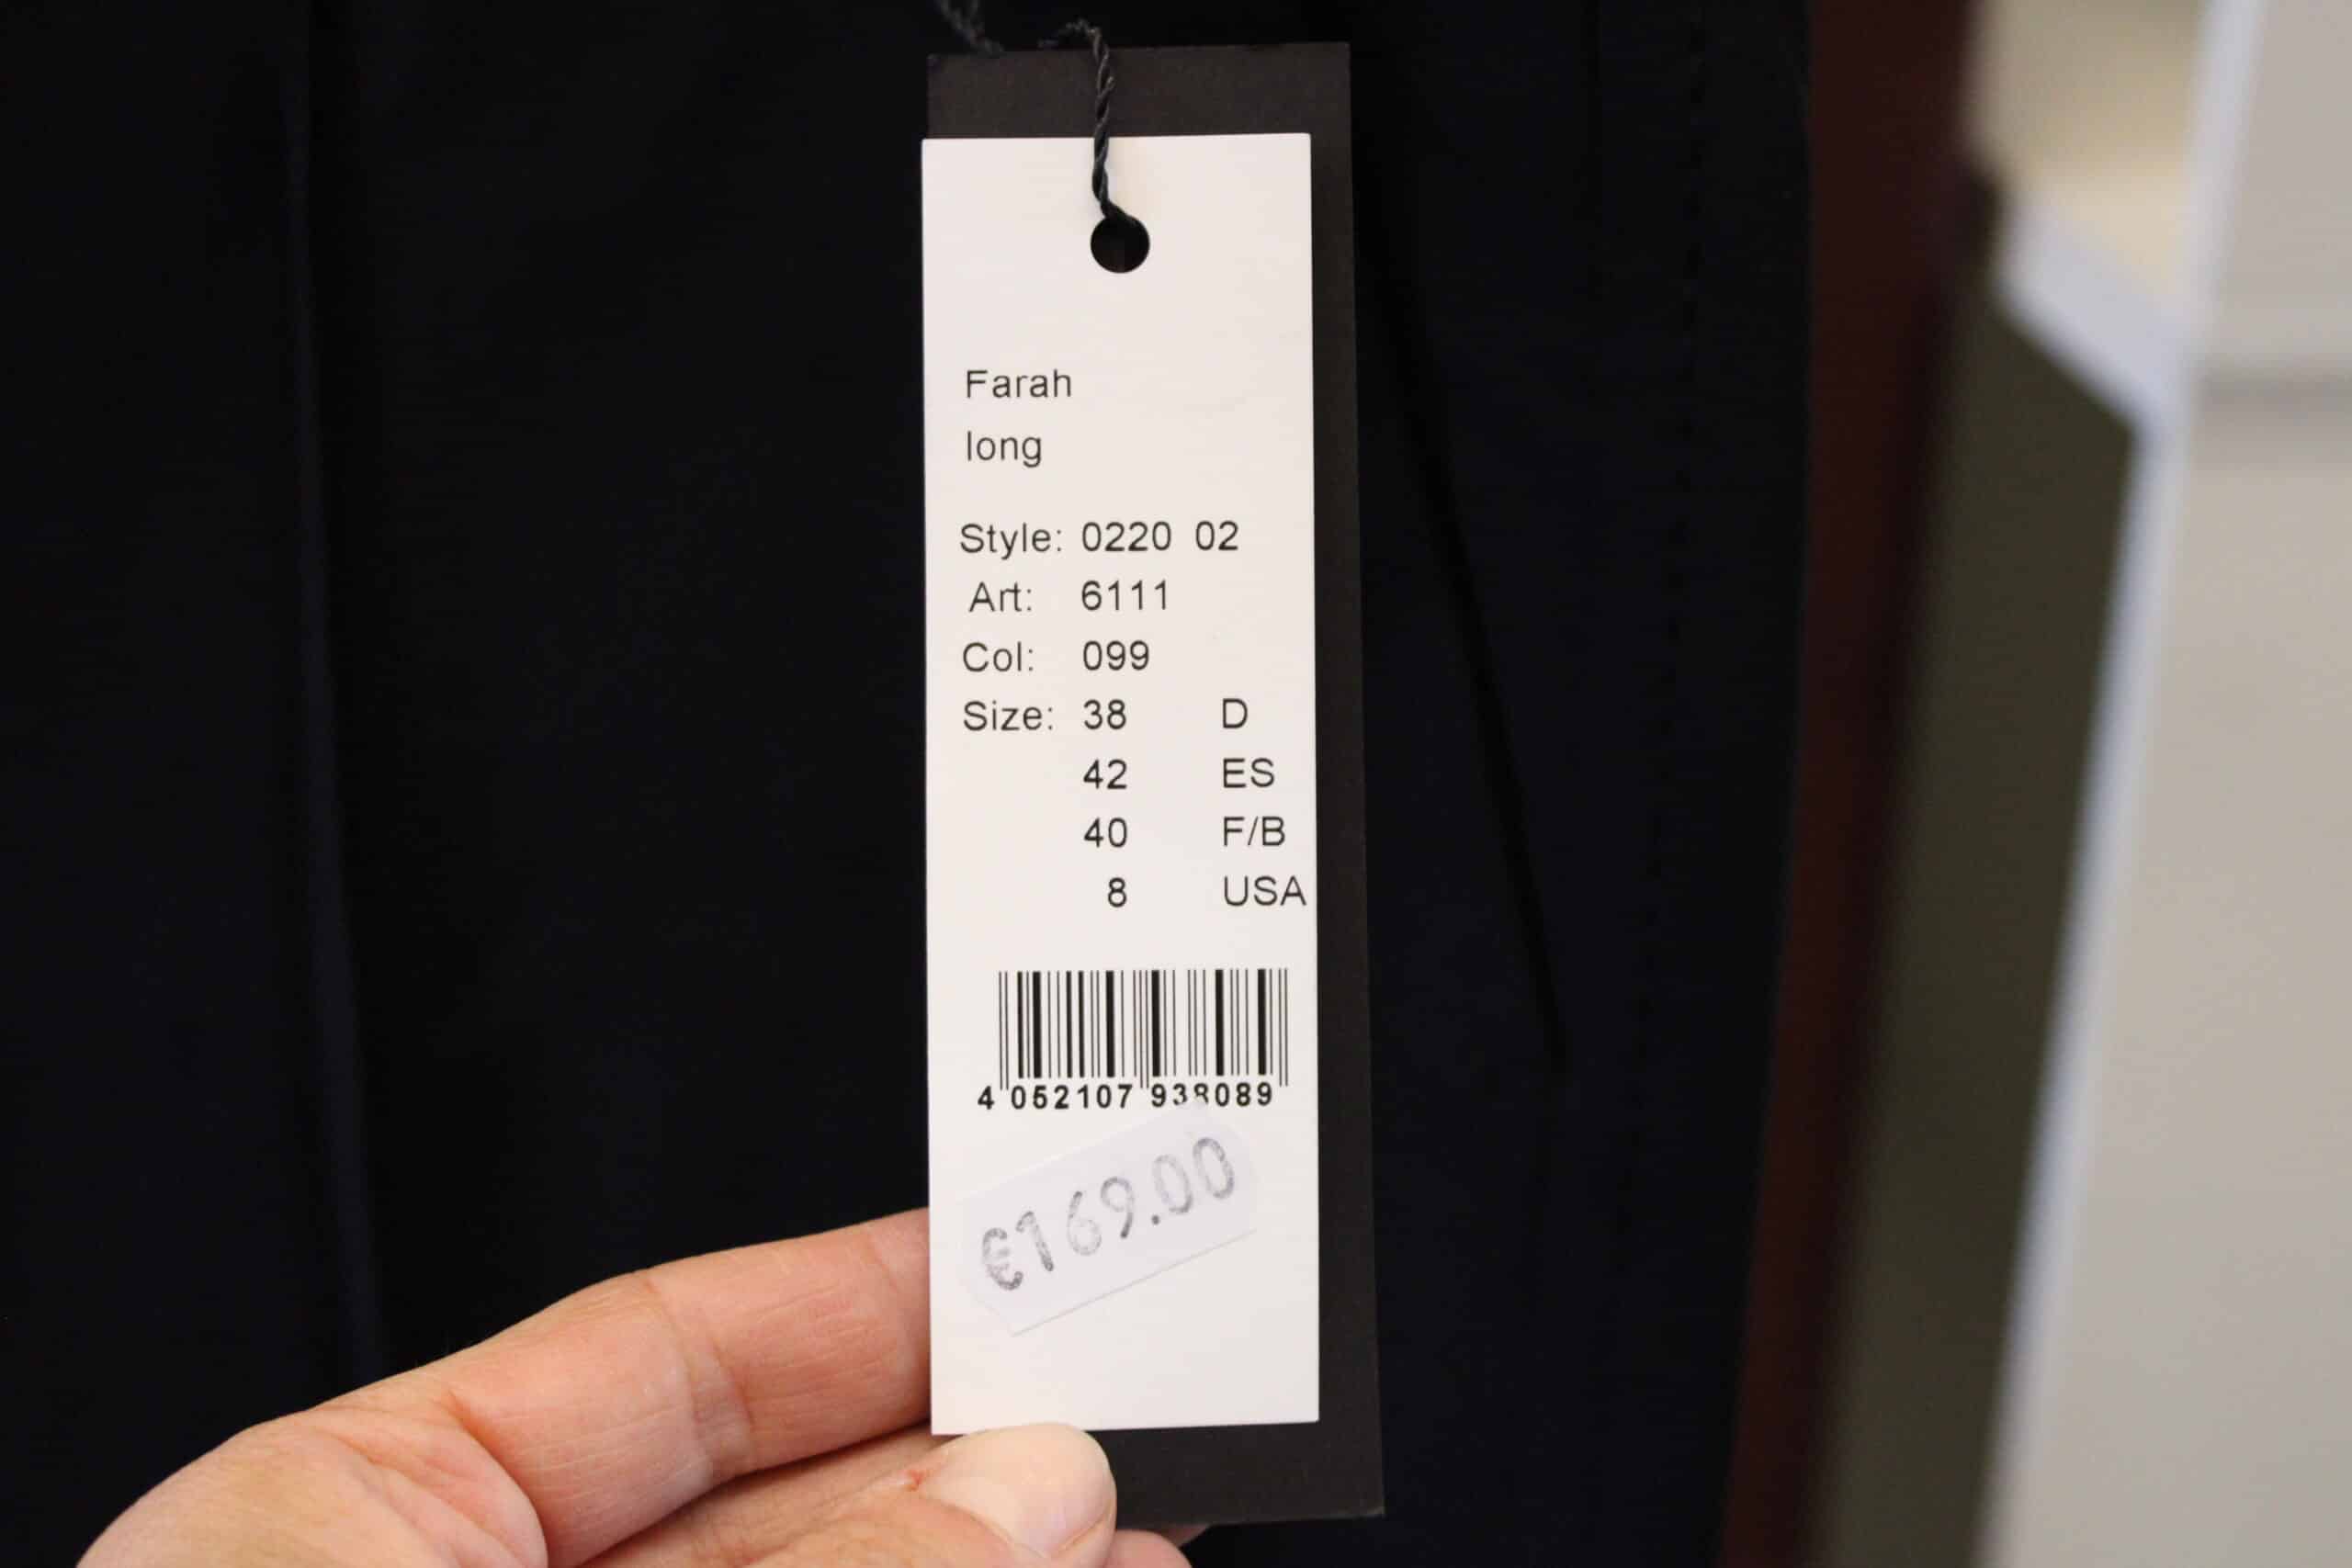 Farah
long
Style: 0220 02
Art: 6111
Col: 099
Size: 38 D
42 ES
40 F/B
8 USA
4 052107 938089
€169.00